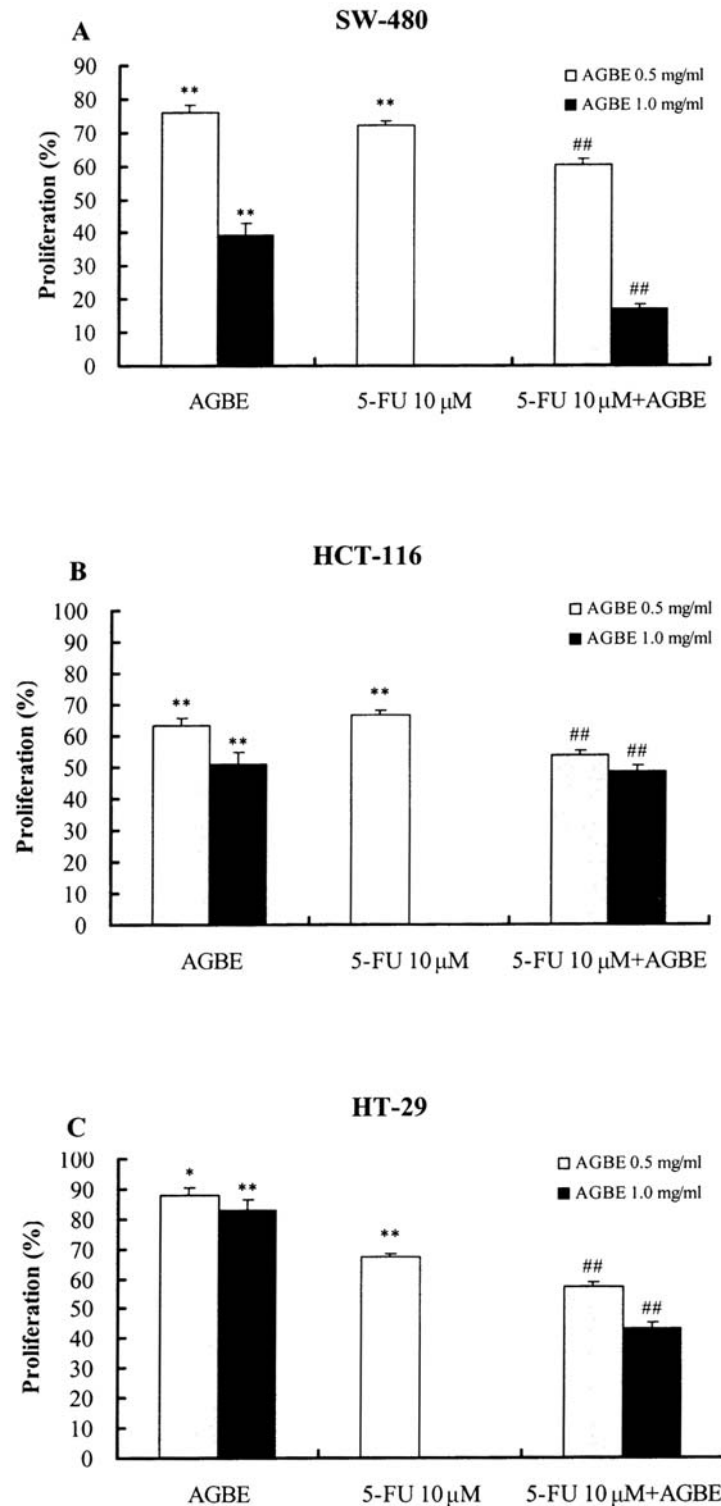 SW-480
A
AGBE 0.5 mg/ml
AGBE 1.0 mg/ml
Proliferation (%)
90
80
70
60
50
40
30
20
10
0
**
**
**
##
##
AGBE
5-FU 10 μM
5-FU 10 μM+AGBE
HCT-116
B
AGBE 0.5 mg/ml
AGBE 1.0 mg/ml
Proliferation (%)
100
90
80
70
60
50
40
30
20
10
0
**
**
**
##
##
AGBE
5-FU 10 μM
5-FU 10 μM+AGBE
HT-29
C
AGBE 0.5 mg/ml
AGBE 1.0 mg/ml
Proliferation (%)
100
90
80
70
60
50
40
30
20
10
0
*
**
**
##
##
AGBE
5-FU 10 μM
5-FU 10 μM+AGBE